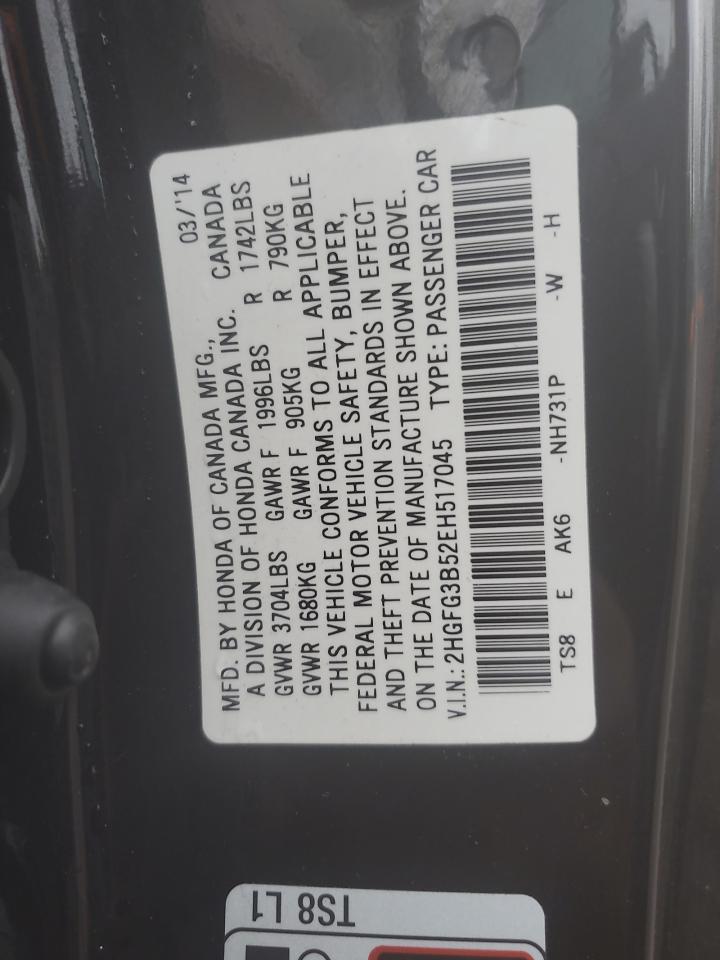 03/'14
MFD. BY HONDA OF CANADA MFG.,
A DIVISION OF HONDA CANADA INC. CANADA
GVWR 3704LBS GAWR F 1996LBS R 1742LBS
GVWR 1680KG GAWR F 905KG R 790KG
THIS VEHICLE CONFORMS TO ALL APPLICABLE
FEDERAL MOTOR VEHICLE SAFETY, BUMPER,
AND THEFT PREVENTION STANDARDS IN EFFECT
ON THE DATE OF MANUFACTURE SHOWN ABOVE.
V.I.N.: 2HGFG3B52EH517045 TYPE: PASSENGER CAR
TS8 E AK6 -NH731P -W -H
TS8 L1